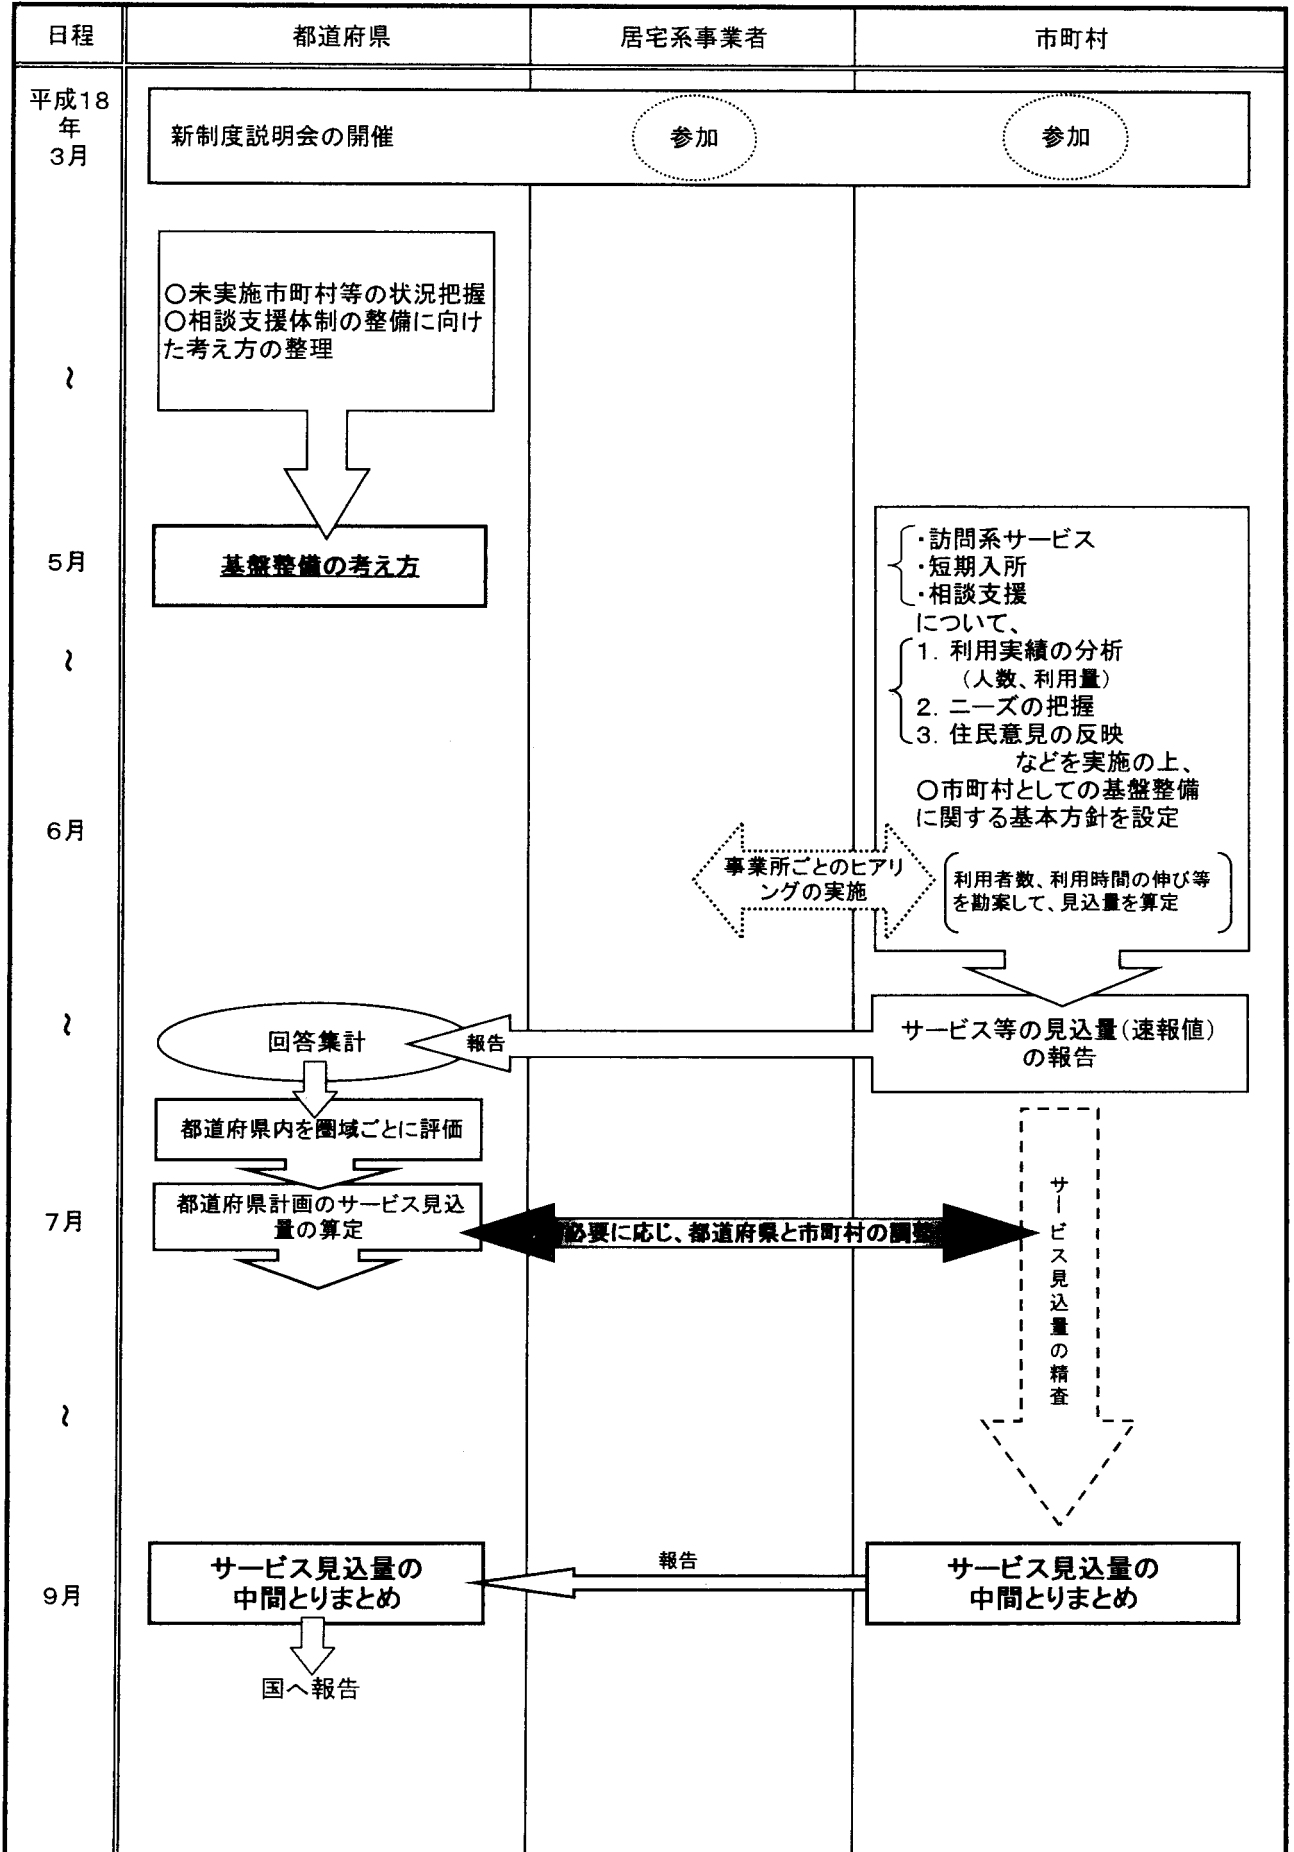 日程
都道府県
居宅系事業者
市町村
平成18
年
3月
新制度説明会の開催
参加
参加
○未実施市町村等の状況把握
○相談支援体制の整備に向け
た考え方の整理
~
5月
基盤整備の考え方
・訪問系サービス
・短期入所
・相談支援
について、
1. 利用実績の分析
(人数、利用量)
2. ニーズの把握
3. 住民意見の反映
などを実施の上、
○市町村としての基盤整備
に関する基本方針を設定
~
6月
事業所ごとのヒアリ
ングの実施
利用者数、利用時間の伸び等
を勘案して、見込量を算定
~
回答集計
報告
サービス等の見込量(速報値)
の報告
都道府県内を圏域ごとに評価
7月
都道府県計画のサービス見込
量の算定
必要に応じ、都道府県と市町村の調整
サービス見込量の精査
~
9月
サービス見込量の
中間とりまとめ
報告
サービス見込量の
中間とりまとめ
国へ報告